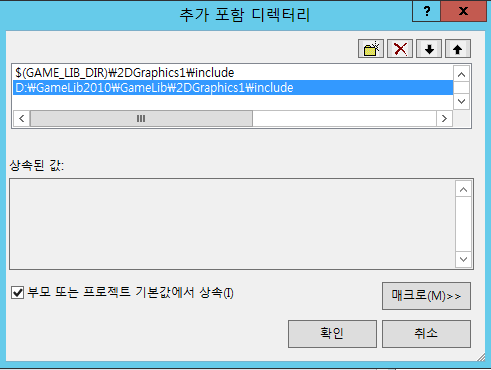 추가 포함 디렉터리
$(GAME_LIB_DIR)₩2DGraphics1₩include
D:₩GameLib2010₩GameLib₩2DGraphics1₩include
상속된 값:
부모 또는 프로젝트 기본값에서 상속(I)
매크로(M)>>
확인
취소